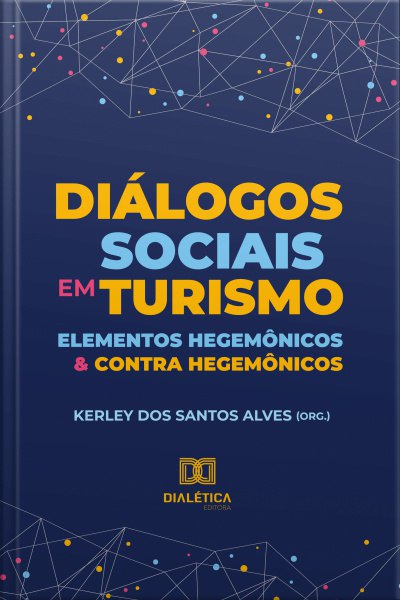 DIÁLOGOS
SOCIAIS
EM TURISMO
ELEMENTOS HEGEMÔNICOS
& CONTRA HEGEMÔNICOS
KERLEY DOS SANTOS ALVES (ORG.)
DIALÉTICA
EDITORA